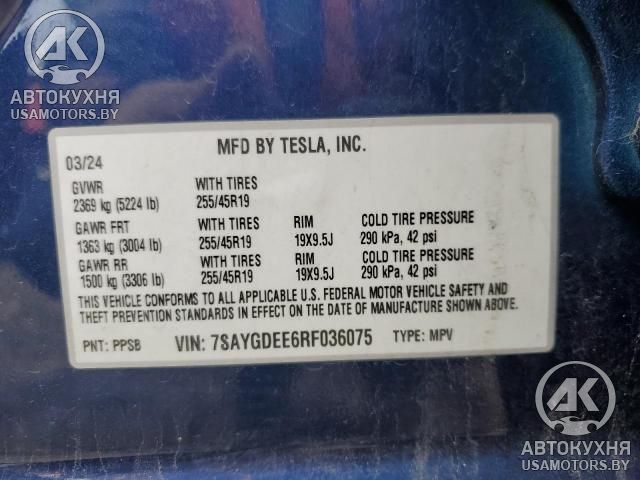 АК
АВТОКУХНЯ
USAMOTORS.BY
MFD BY TESLA, INC.
03/24
GVWR WITH TIRES
2369 kg (5224 lb) 255/45R19
GAWR FRT WITH TIRES RIM COLD TIRE PRESSURE
1363 kg (3004 lb) 255/45R19 19X9.5J 290 kPa, 42 psi
GAWR RR WITH TIRES RIM COLD TIRE PRESSURE
1500 kg (3306 lb) 255/45R19 19X9.5J 290 kPa, 42 psi
THIS VEHICLE CONFORMS TO ALL APPLICABLE U.S. FEDERAL MOTOR VEHICLE SAFETY AND
THEFT PREVENTION STANDARDS IN EFFECT ON THE DATE OF MANUFACTURE SHOWN ABOVE.
PNT: PPSB VIN: 7SAYGDEE6RF036075 TYPE: MPV
АК
АВТОКУХНЯ
USAMOTORS.BY